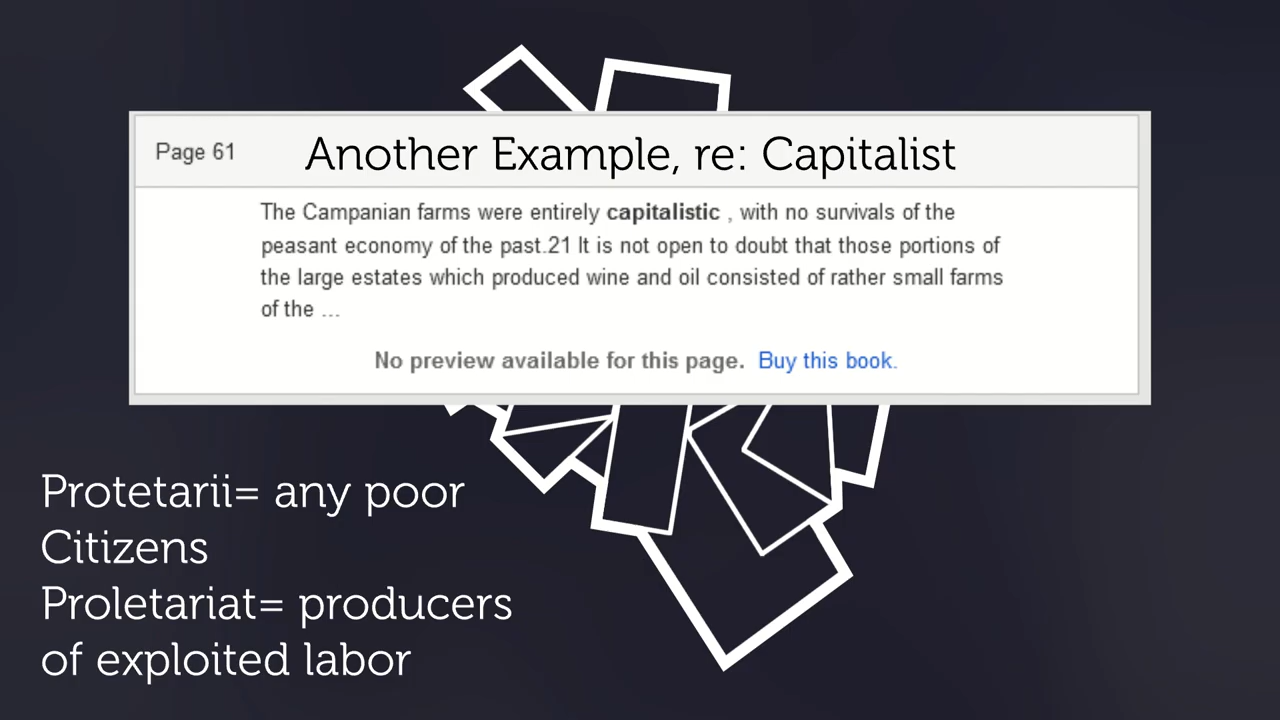 Page 61
Another Example, re: Capitalist
The Campanian farms were entirely capitalistic , with no survivals of the
peasant economy of the past.21 It is not open to doubt that those portions of
the large estates which produced wine and oil consisted of rather small farms
of the ...
No preview available for this page. Buy this book.
Protetarii= any poor
Citizens
Proletariat= producers
of exploited labor